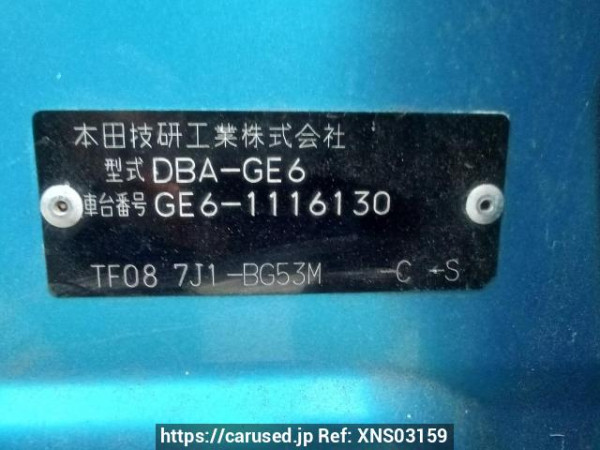 本田技研工業株式会社
型式 DBA-GE6
車台番号 GE6-1116130
TF08 7J1-BG53M -C -S
https://carused.jp Ref: XNS03159